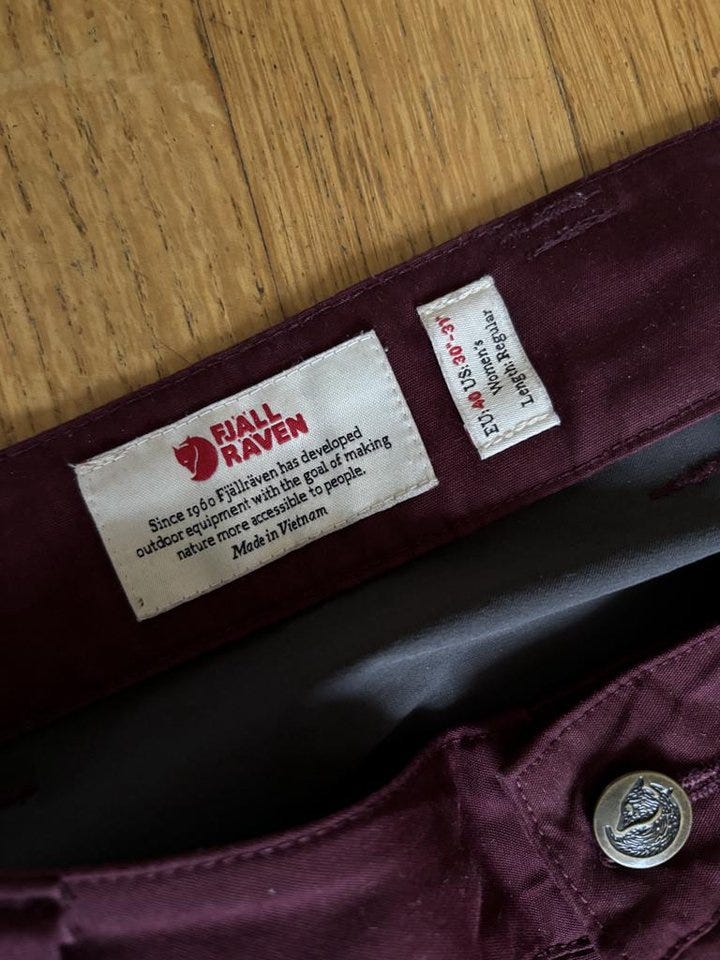 FJÄLL
RÄVEN
Since 1960 Fjällräven has developed
outdoor equipment with the goal of making
nature more accessible to people.
Made in Vietnam
EU: 40 US: 30"-31"
Women's
Length: Regular